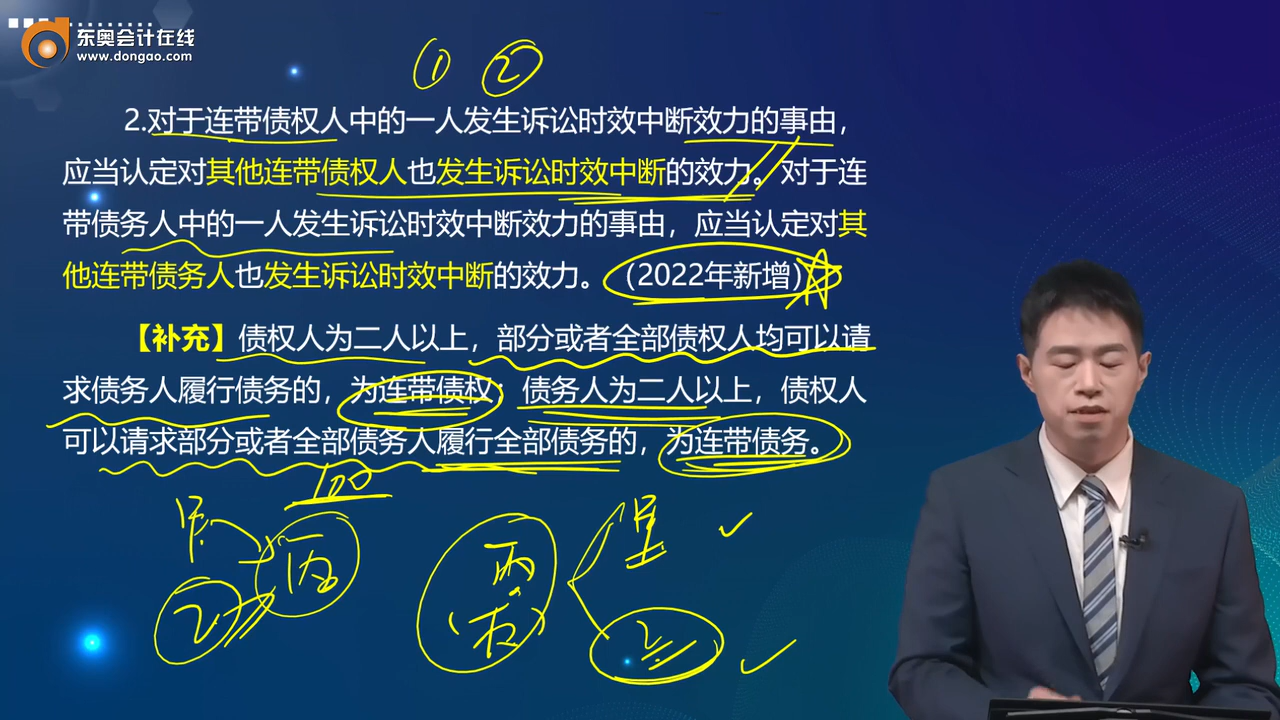 东奥会计在线
www.dongao.com
① ②
2.对于连带债权人中的一人发生诉讼时效中断效力的事由，
应当认定对其他连带债权人也发生诉讼时效中断的效力。对于连
带债务人中的一人发生诉讼时效中断效力的事由，应当认定对其
他连带债务人也发生诉讼时效中断的效力。（2022年新增）
【补充】债权人为二人以上，部分或者全部债权人均可以请
求债务人履行债务的，为连带债权；债务人为二人以上，债权人
可以请求部分或者全部债务人履行全部债务的，为连带债务。
100
丙
乙
丙
（权）
乙